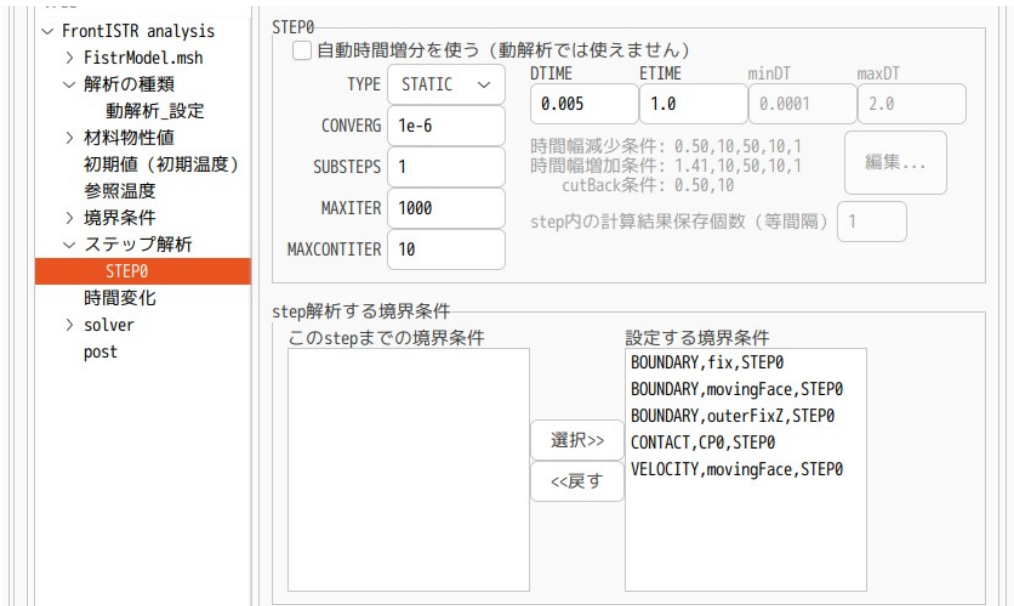 FrontISTR analysis
FistrModel.msh
解析の種類
動解析_設定
材料物性値
初期値（初期温度）
参照温度
境界条件
ステップ解析
STEP0
時間変化
solver
post
STEP0
自動時間増分を使う（動解析では使えません）
TYPE STATIC
CONVERG 1e-6
SUBSTEPS 1
MAXITER 1000
MAXCONTITER 10
DTIME ETIME minDT maxDT
0.005 1.0 0.0001 2.0
時間幅減少条件: 0.50,10,50,10,1
時間幅増加条件: 1.41,10,50,10,1
cutBack条件: 0.50,10
編集...
step内の計算結果保存個数（等間隔） 1
step解析する境界条件
このstepまでの境界条件
選択>>
<<戻す
設定する境界条件
BOUNDARY,fix,STEP0
BOUNDARY,movingFace,STEP0
BOUNDARY,outerFixZ,STEP0
CONTACT,CP0,STEP0
VELOCITY,movingFace,STEP0